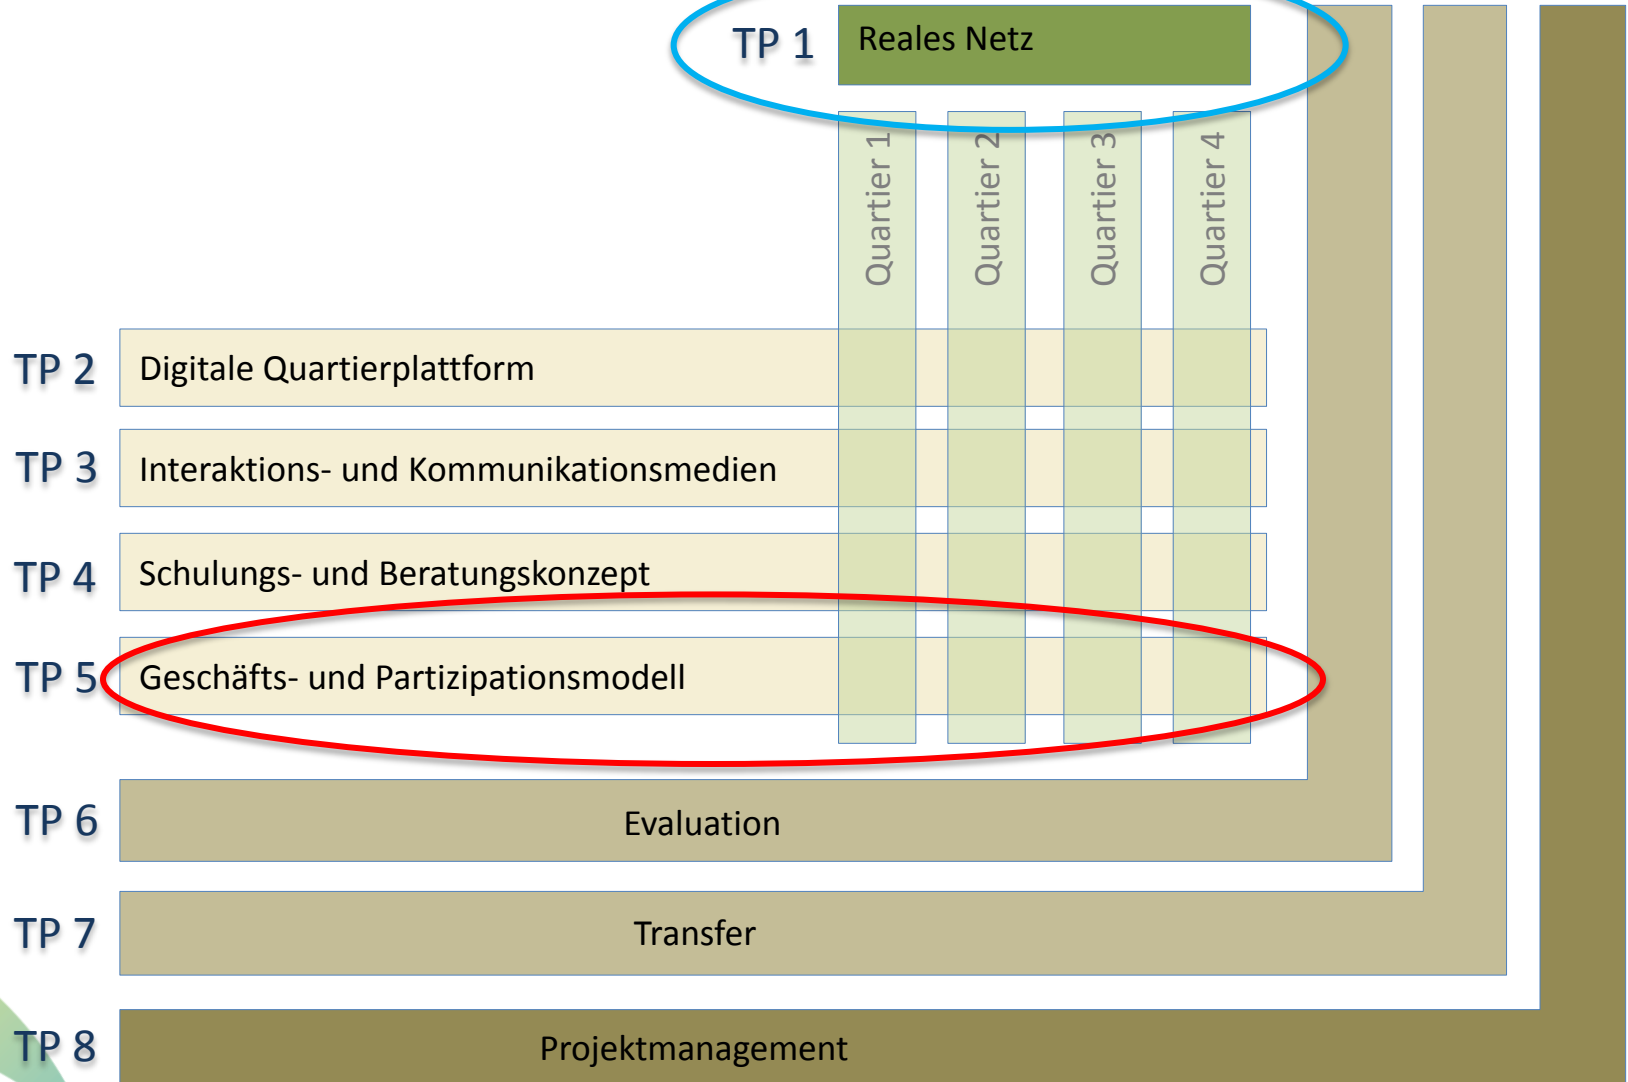 TP 1 Reales Netz
Quartier 1
Quartier 2
Quartier 3
Quartier 4
TP 2 Digitale Quartierplattform
TP 3 Interaktions- und Kommunikationsmedien
TP 4 Schulungs- und Beratungskonzept
TP 5 Geschäfts- und Partizipationsmodell
TP 6 Evaluation
TP 7 Transfer
TP 8 Projektmanagement